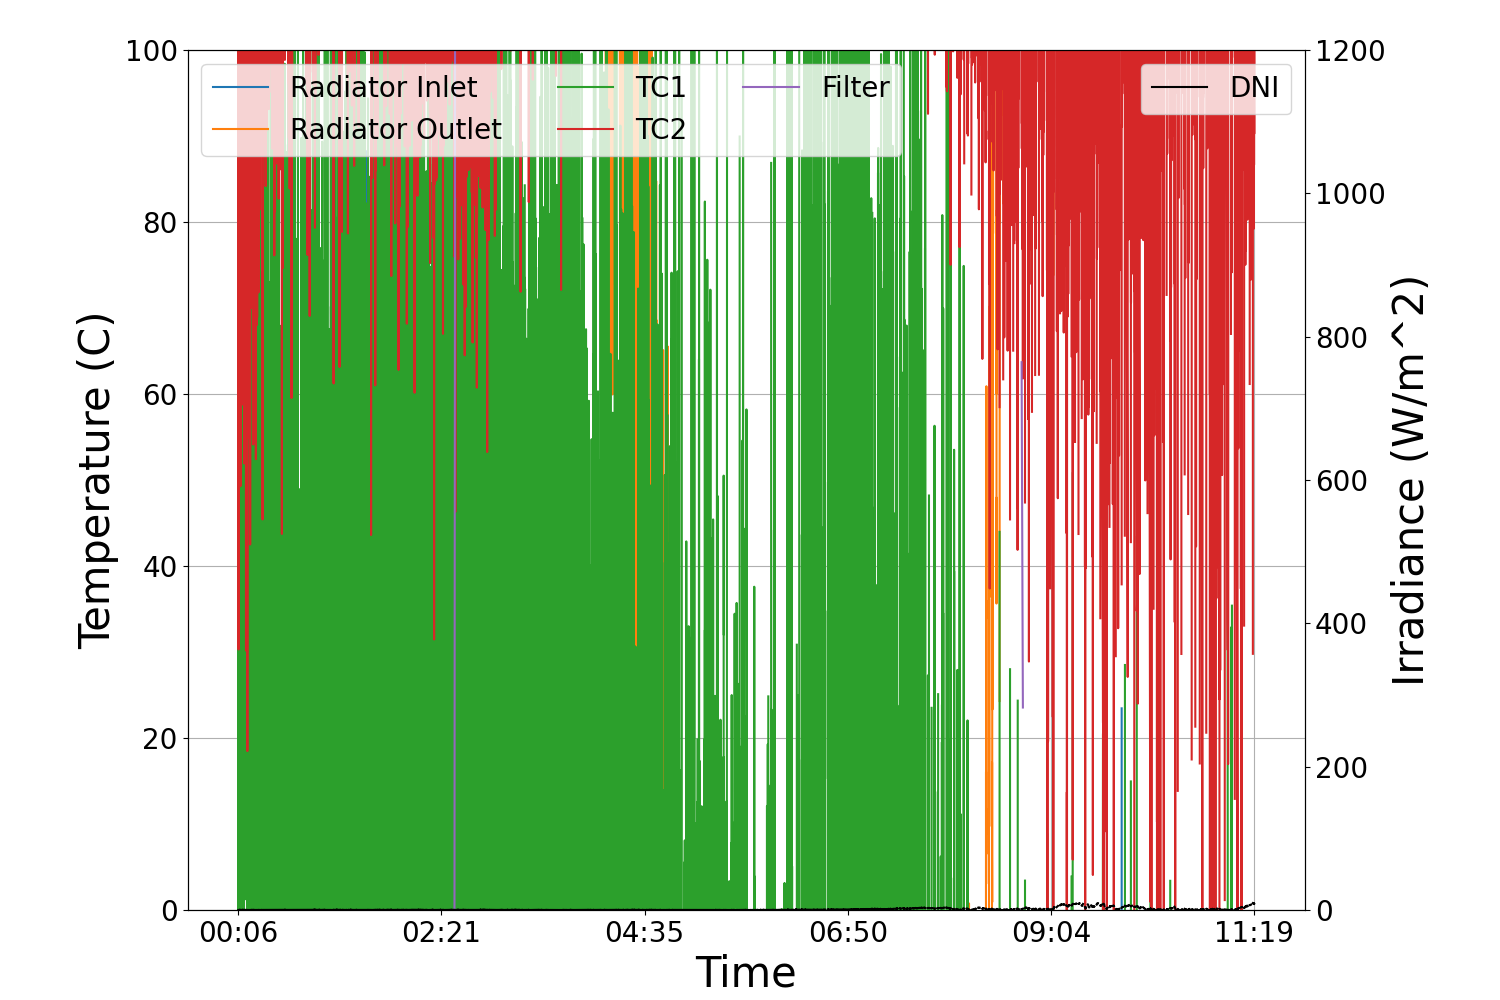 100
80
60
40
20
0
Temperature (C)
Radiator Inlet
Radiator Outlet
TC1
TC2
Filter
DNI
1200
1000
800
600
400
200
0
Irradiance (W/m^2)
00:06 02:21 04:35 06:50 09:04 11:19
Time